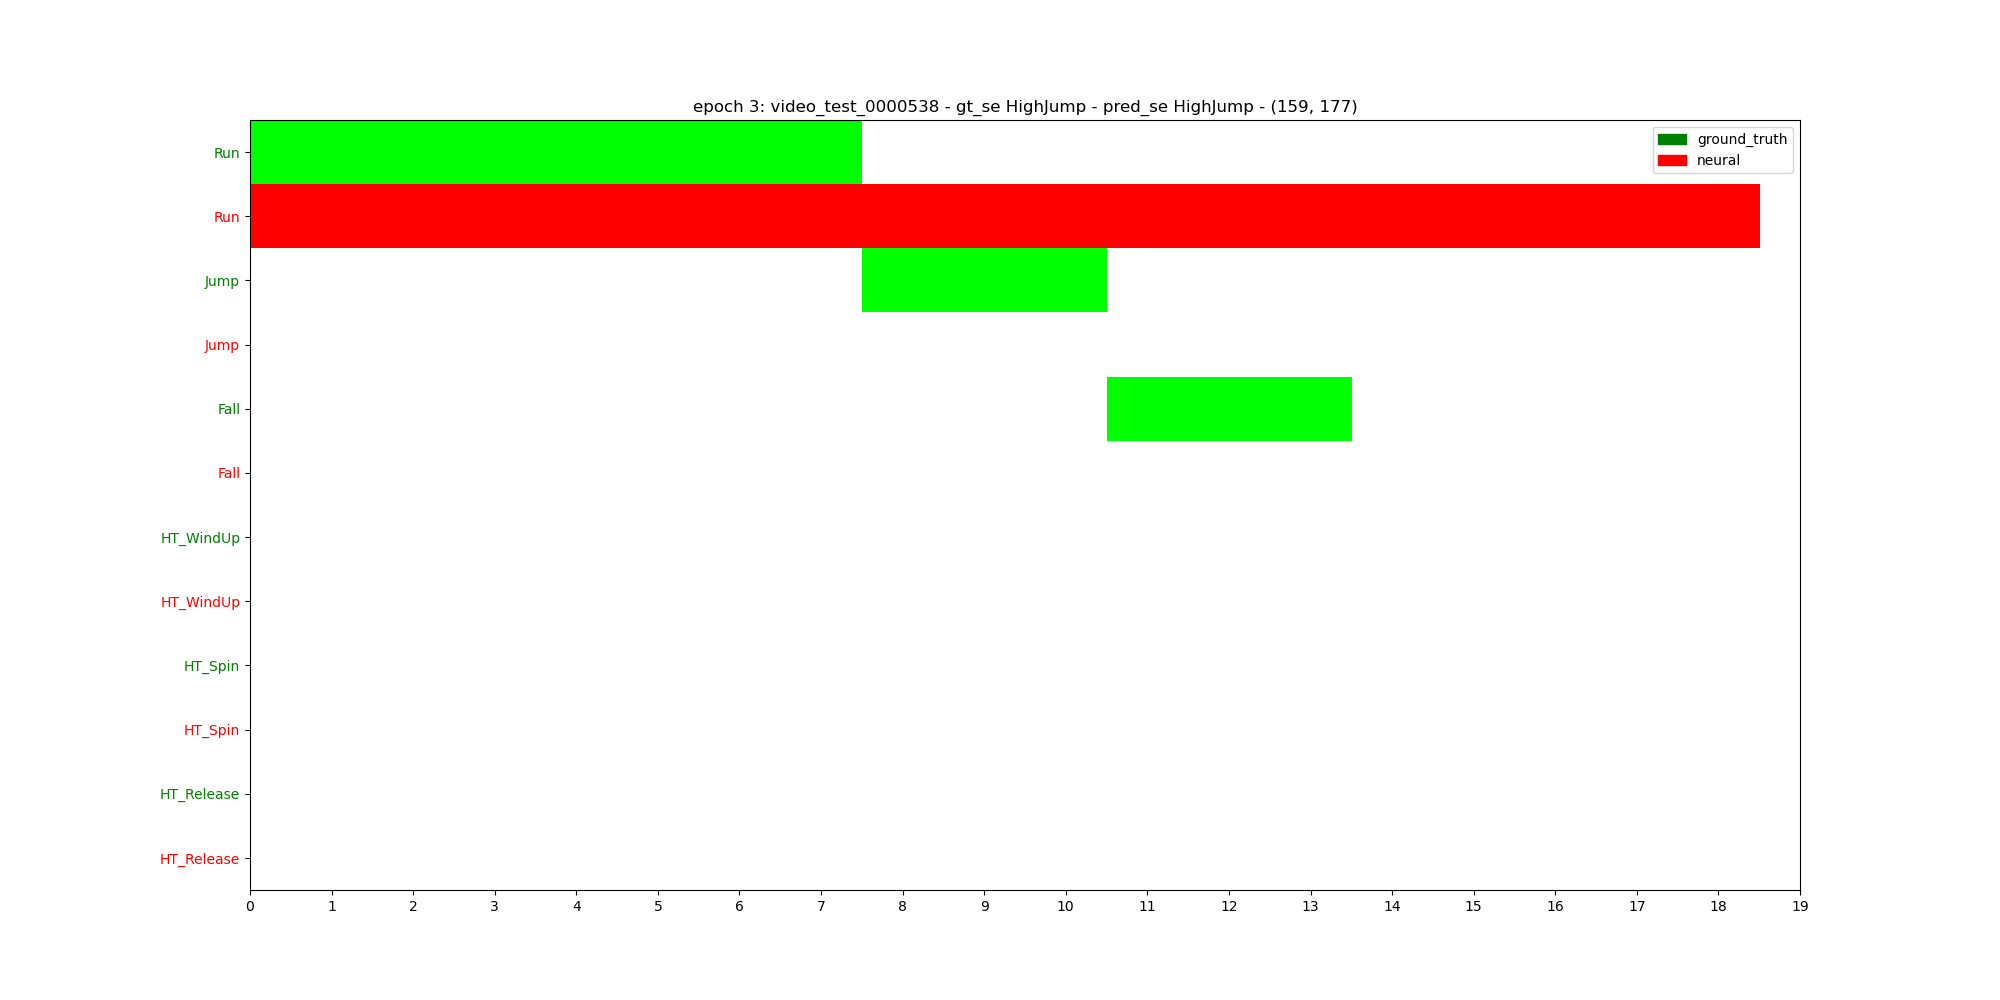 epoch 3: video_test_0000538 - gt_se HighJump - pred_se HighJump - (159, 177)
ground_truth
neural
Run
Run
Jump
Jump
Fall
Fall
HT_WindUp
HT_WindUp
HT_Spin
HT_Spin
HT_Release
HT_Release
0 1 2 3 4 5 6 7 8 9 10 11 12 13 14 15 16 17 18 19